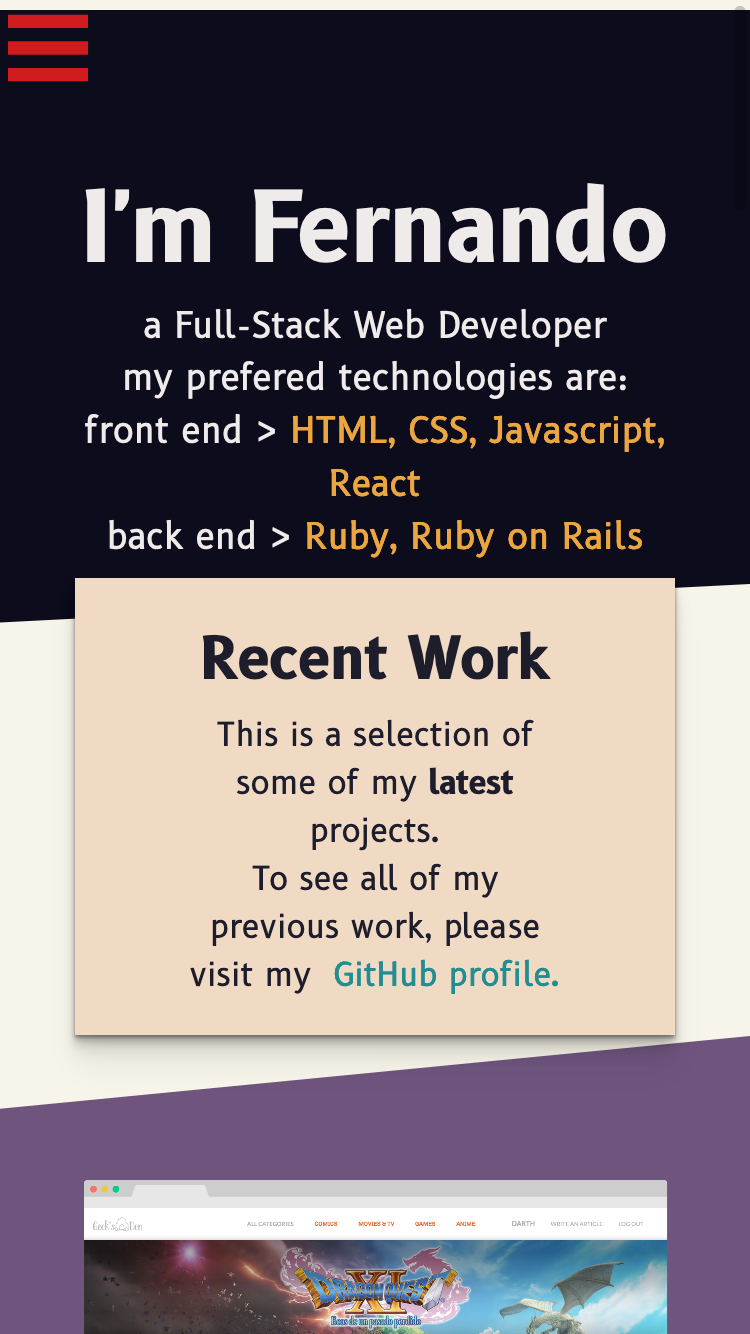 I'm Fernando
a Full-Stack Web Developer
my prefered technologies are:
front end > HTML, CSS, Javascript,
React
back end > Ruby, Ruby on Rails
Recent Work
This is a selection of
some of my latest
projects.
To see all of my
previous work, please
visit my GitHub profile.
Geek's Den
ALL CATEGORIES COMICS MOVIES & TV GAMES ANIME DARTH WRITE AN ARTICLE LOG OUT
DRAGON QUEST
XI
Ecos de un pasado perdido